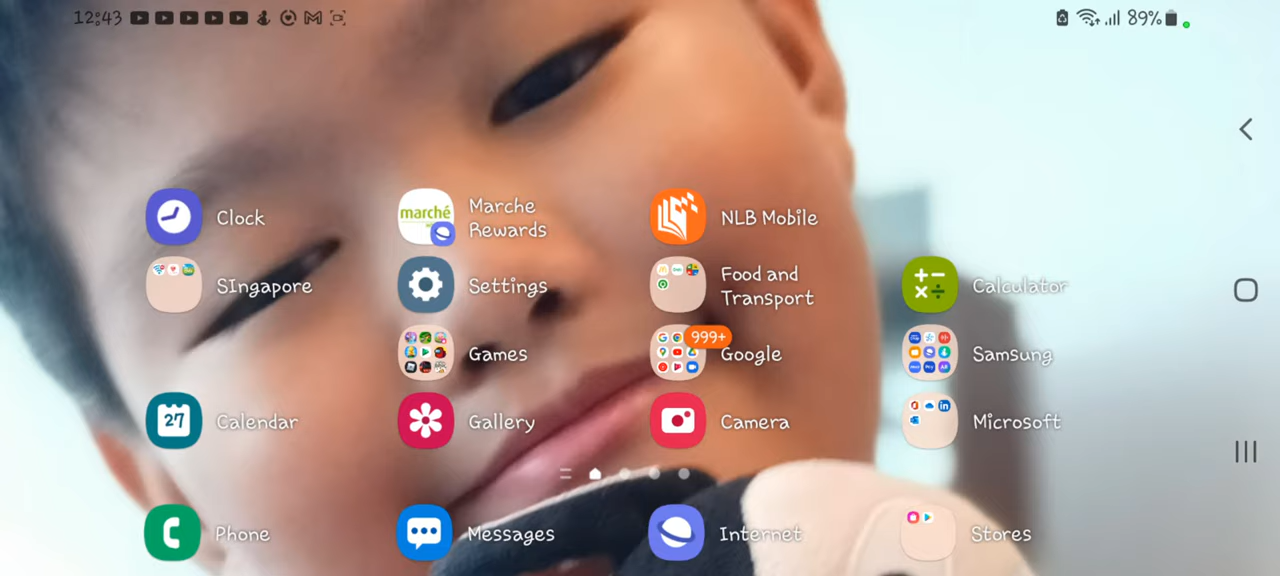 12:43
89%
Clock
marché
Marche
Rewards
NLB Mobile
SIngapore
Settings
Food and
Transport
Calculator
Games
999+
Google
Samsung
27
Calendar
Gallery
Camera
Microsoft
Phone
Messages
Internet
Stores